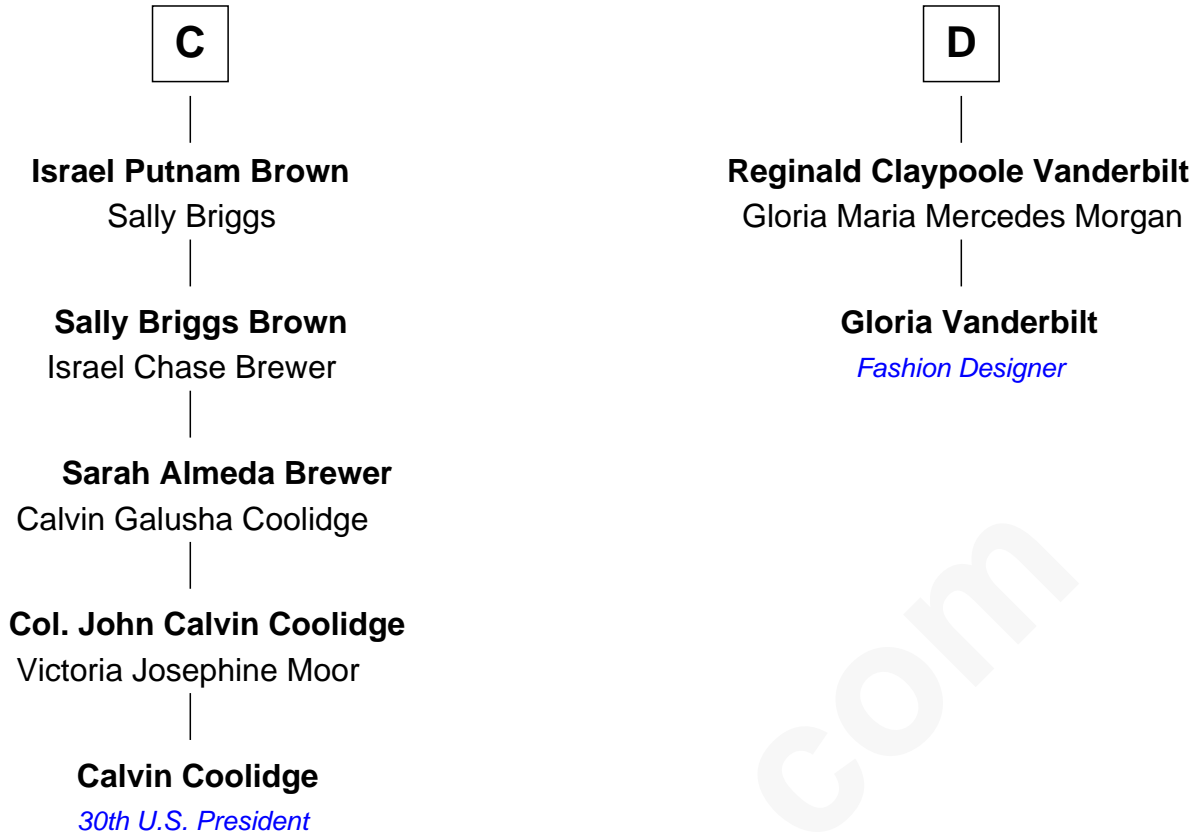 C
Israel Putnam Brown
Sally Briggs
Sally Briggs Brown
Israel Chase Brewer
Sarah Almeda Brewer
Calvin Galusha Coolidge
Col. John Calvin Coolidge
Victoria Josephine Moor
Calvin Coolidge
30th U.S. President
D
Reginald Claypoole Vanderbilt
Gloria Maria Mercedes Morgan
Gloria Vanderbilt
Fashion Designer
com